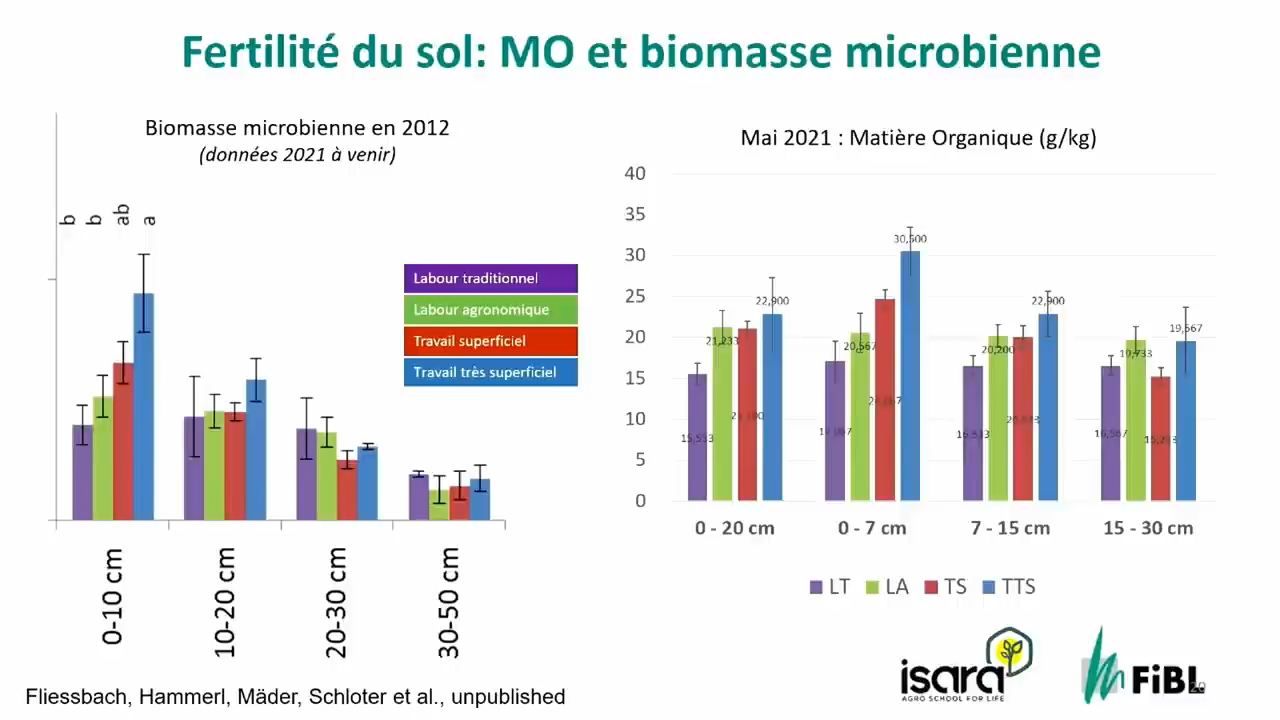 Fertilité du sol: MO et biomasse microbienne
Biomasse microbienne en 2012
(données 2021 à venir)
b
b
ab
a
Labour traditionnel
Labour agronomique
Travail superficiel
Travail très superficiel
0-10 cm
10-20 cm
20-30 cm
30-50 cm
Mai 2021 : Matière Organique (g/kg)
40
35
30
25
20
15
10
5
0
15,533
21,233
22,900
20,567
30,500
20,200
22,900
16,567
19,733
19,567
0 - 20 cm
0 - 7 cm
7 - 15 cm
15 - 30 cm
LT LA TS TTS
isara
AGRO SCHOOL FOR LIFE
FiBL
20
Fliessbach, Hammerl, Mäder, Schloter et al., unpublished